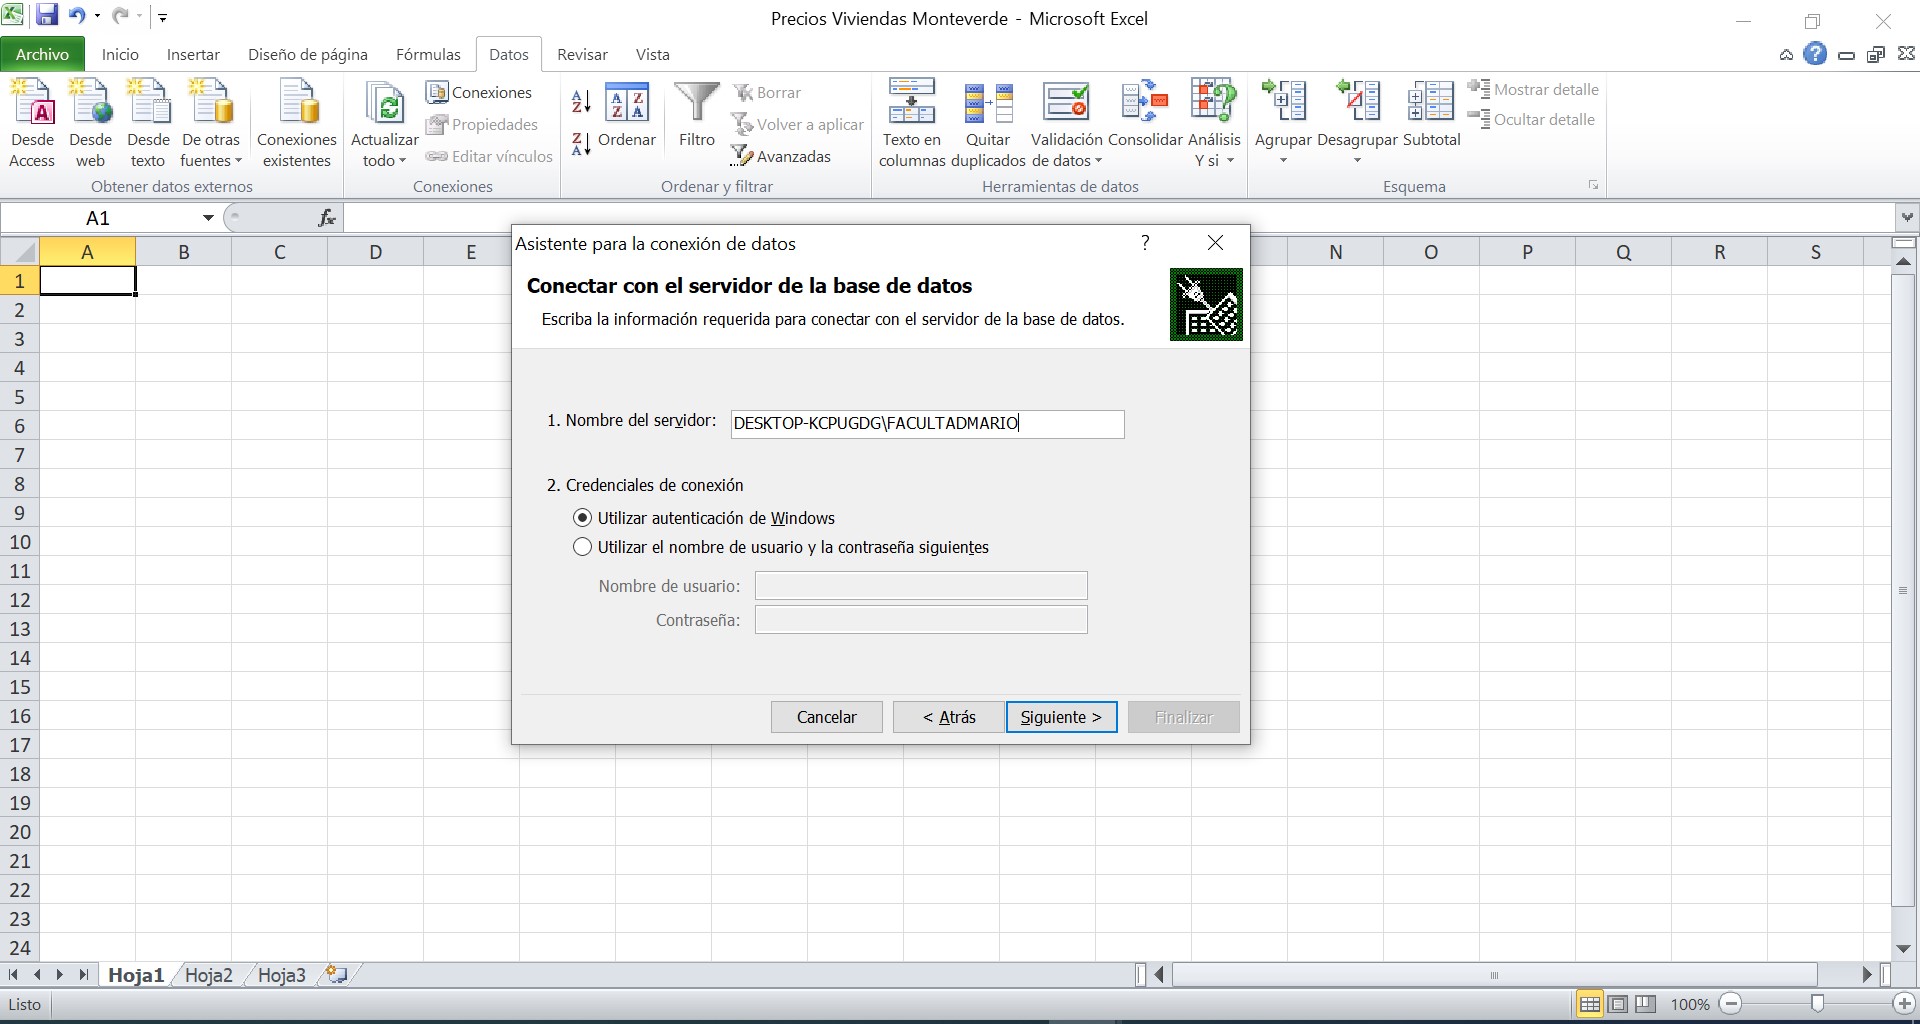 Precios Viviendas Monteverde - Microsoft Excel
Archivo Inicio Insertar Diseño de página Fórmulas Datos Revisar Vista
Desde Access
Desde web
Desde texto
De otras fuentes
Conexiones existentes
Obtener datos externos
Actualizar todo
Conexiones
Propiedades
Editar vínculos
Conexiones
Ordenar
Filtro
Borrar
Volver a aplicar
Avanzadas
Ordenar y filtrar
Texto en columnas
Quitar duplicados
Validación de datos
Consolidar
Análisis Y si
Herramientas de datos
Agrupar
Desagrupar
Subtotal
Mostrar detalle
Ocultar detalle
Esquema
A1 fx
A B C D E N O P Q R S
1
2
3
4
5
6
7
8
9
10
11
12
13
14
15
16
17
18
19
20
21
22
23
24
Asistente para la conexión de datos ?
Conectar con el servidor de la base de datos
Escriba la información requerida para conectar con el servidor de la base de datos.
1. Nombre del servidor: DESKTOP-KCPUGDG\FACULTADMARIO
2. Credenciales de conexión
Utilizar autenticación de Windows
Utilizar el nombre de usuario y la contraseña siguientes
Nombre de usuario:
Contraseña:
Cancelar < Atrás Siguiente > Finalizar
Hoja1 Hoja2 Hoja3
Listo 100%